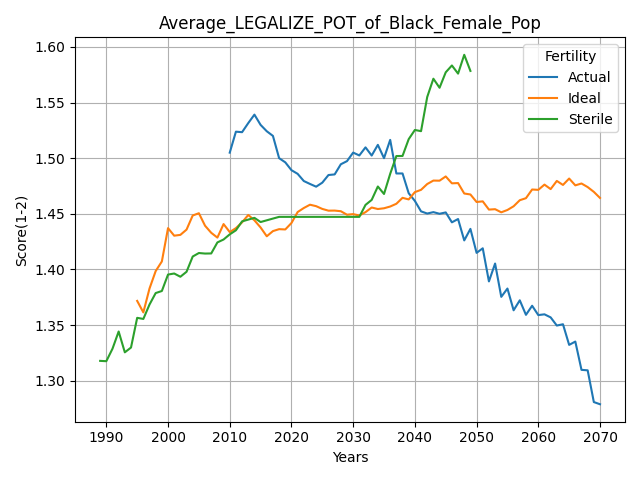 Average_LEGALIZE_POT_of_Black_Female_Pop
Fertility
Actual
Ideal
Sterile
Score(1-2)
1.60
1.55
1.50
1.45
1.40
1.35
1.30
1990 2000 2010 2020 2030 2040 2050 2060 2070
Years